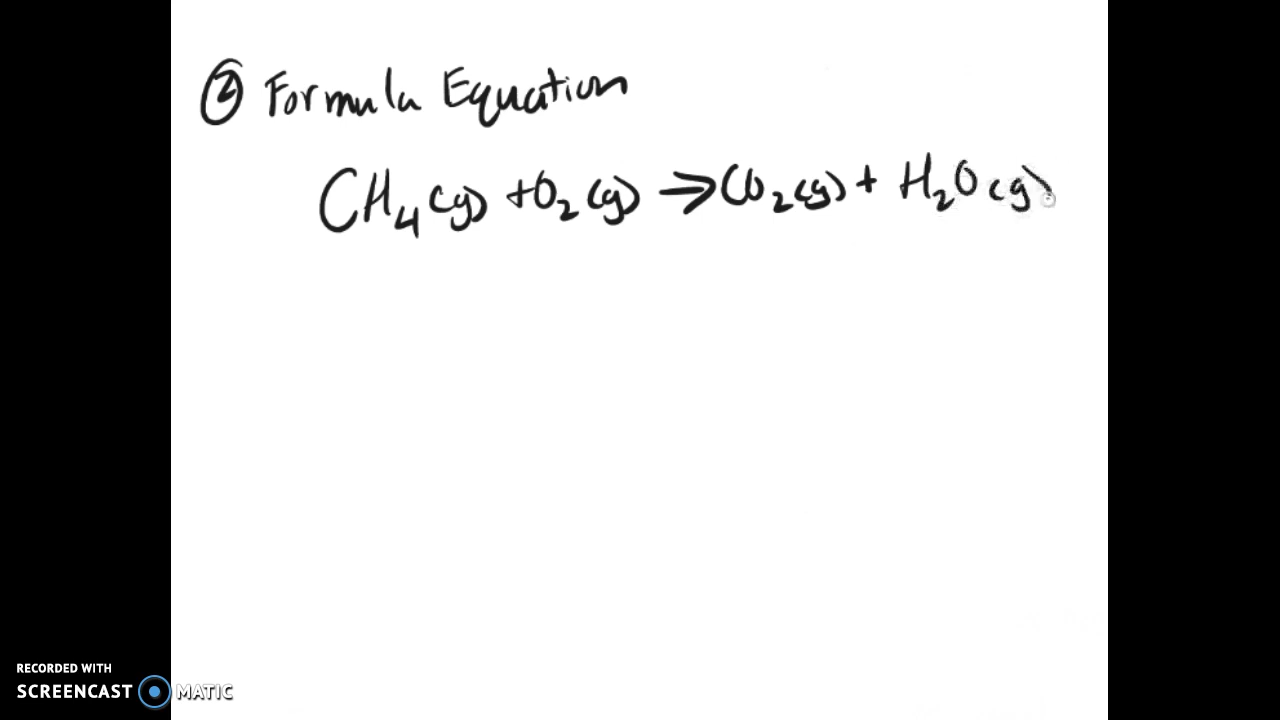 ② Formula Equation
CH₄(g) + O₂(g) → CO₂(g) + H₂O(g)
RECORDED WITH
SCREENCAST MATIC